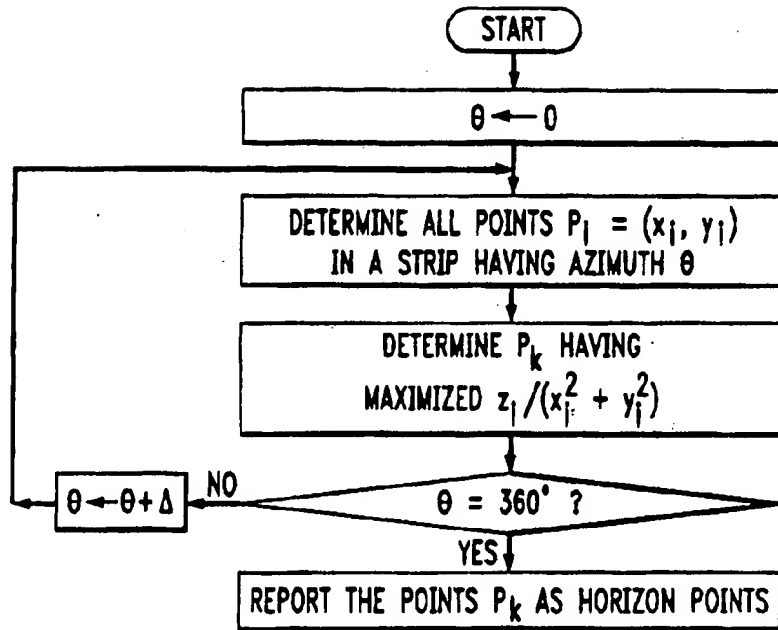 START
θ ← 0
DETERMINE ALL POINTS Pᵢ = (xᵢ, yᵢ)
IN A STRIP HAVING AZIMUTH θ
DETERMINE Pₖ HAVING
MAXIMIZED zᵢ/(xᵢ² + yᵢ²)
θ ← θ + Δ
NO
θ = 360° ?
YES
REPORT THE POINTS Pₖ AS HORIZON POINTS